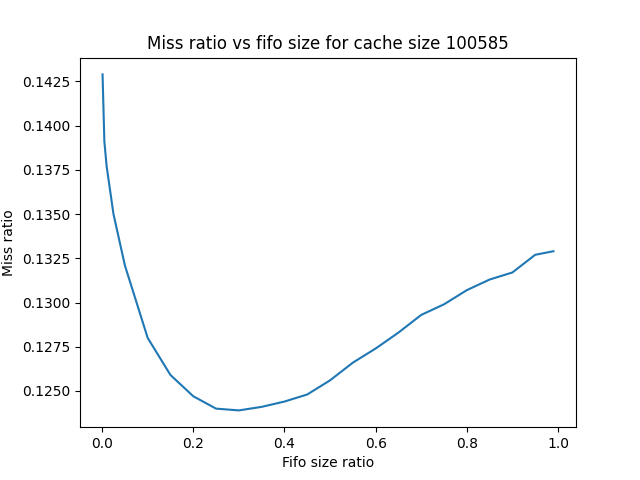 Miss ratio vs fifo size for cache size 100585
0.1425
0.1400
0.1375
0.1350
0.1325
0.1300
0.1275
0.1250
Miss ratio
0.0 0.2 0.4 0.6 0.8 1.0
Fifo size ratio